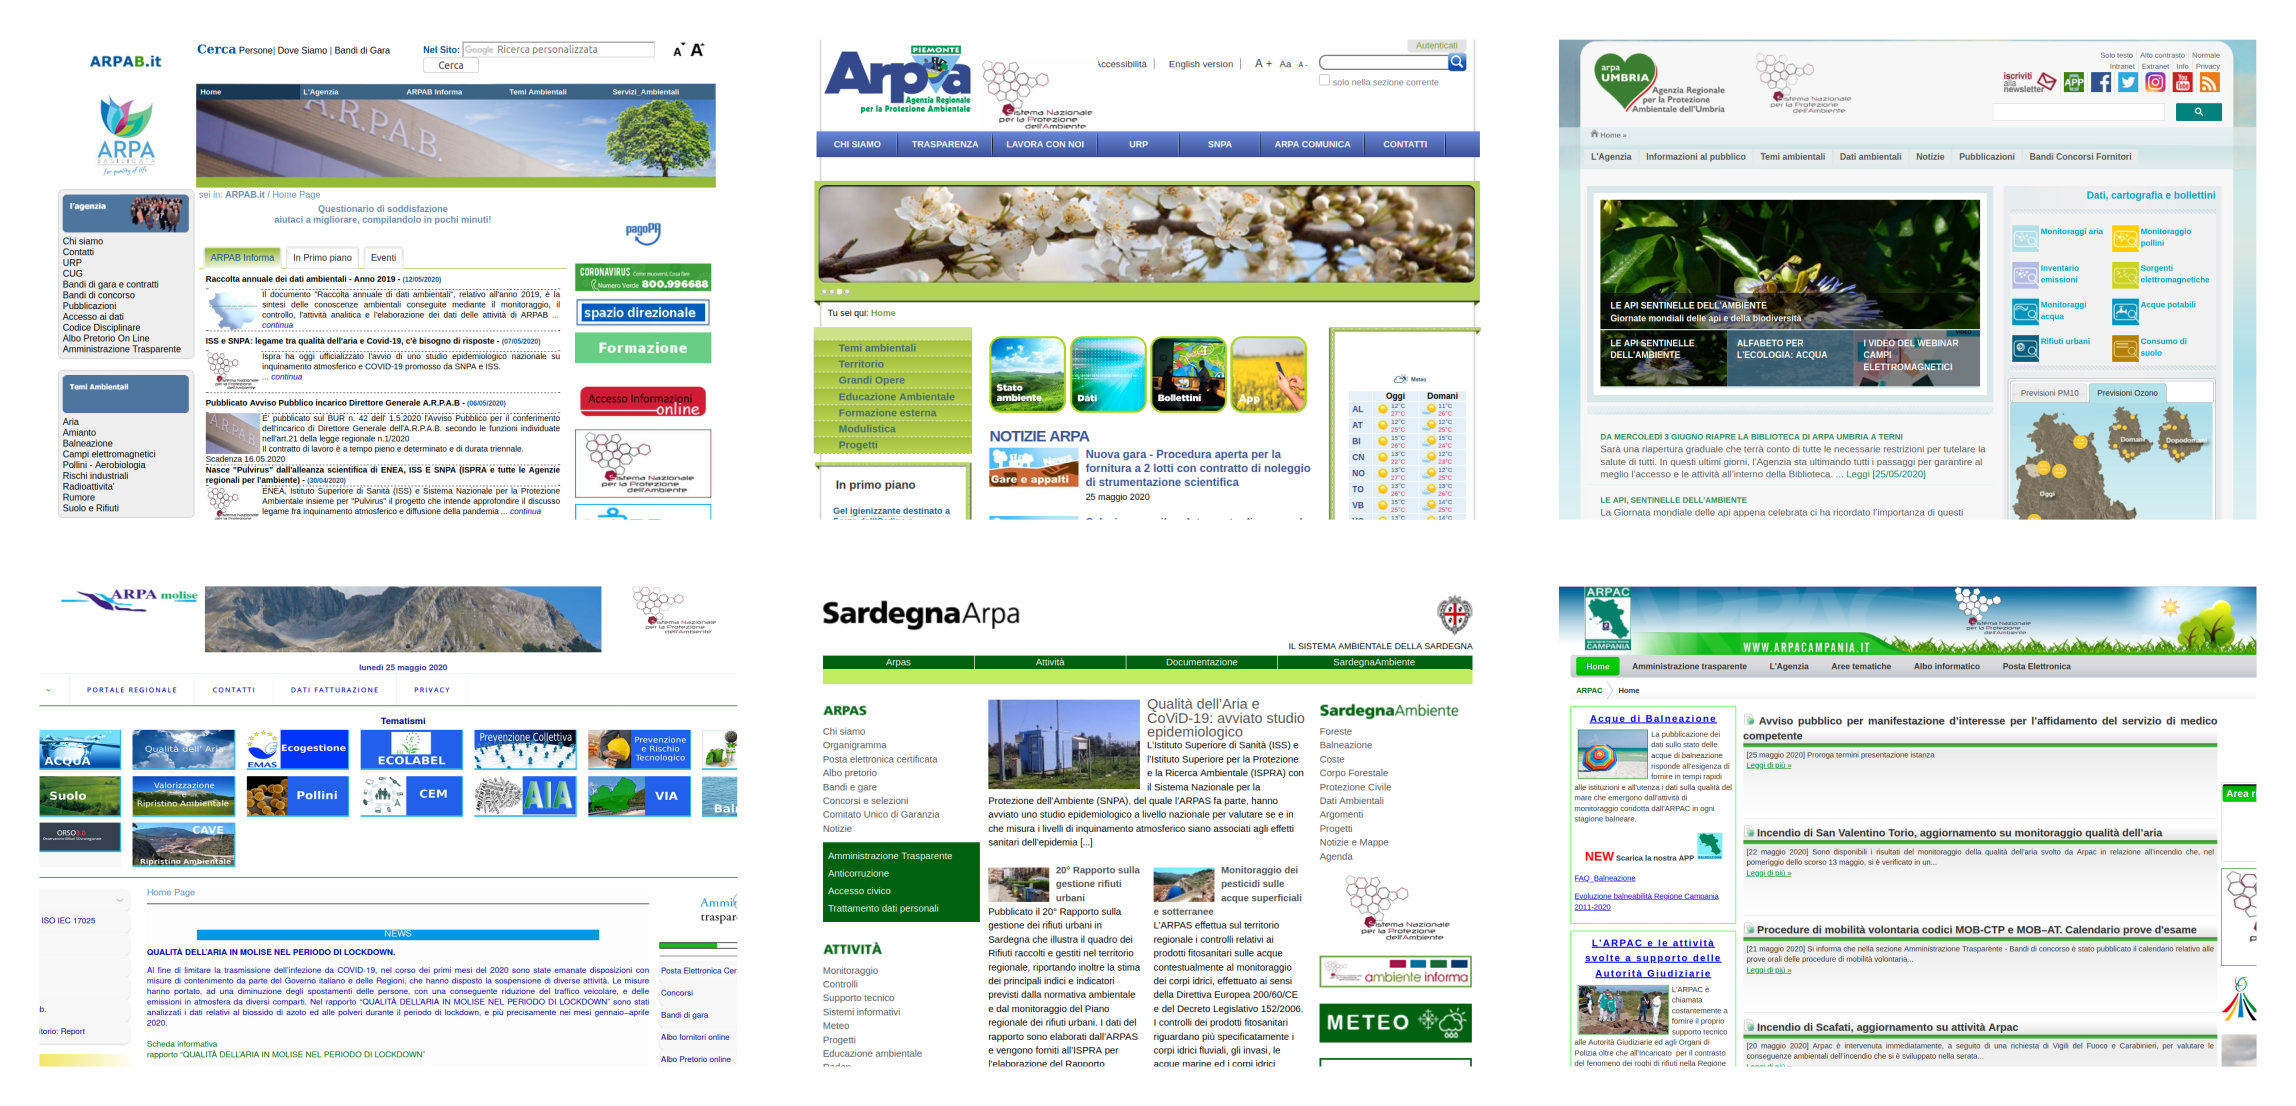 ARPAB.it
Cerca Persone| Dove Siamo | Bandi di Gara
Nel Sito: Google Ricerca personalizzata
Cerca
A A
ARPA
BASILICATA
for quality of life
Home L'Agenzia ARPAB Informa Temi Ambientali Servizi_Ambientali
A.R.P.A.B.
sei in: ARPAB.it / Home Page
Questionario di soddisfazione
aiutaci a migliorare, compilandolo in pochi minuti!
l'agenzia
Chi siamo
Contatti
URP
CUG
Bandi di gara e contratti
Bandi di concorso
Pubblicazioni
Accesso ai dati
Codice Disciplinare
Albo Pretorio On Line
Amministrazione Trasparente
Temi Ambientali
Aria
Amianto
Balneazione
Campi elettromagnetici
Pollini - Aerobiologia
Rischi industriali
Radioattivita'
Rumore
Suolo e Rifiuti
ARPAB Informa In Primo piano Eventi
Raccolta annuale dei dati ambientali - Anno 2019 - (12/05/2020)
Il documento "Raccolta annuale di dati ambientali", relativo all'anno 2019, è la
sintesi delle conoscenze ambientali conseguite mediante il monitoraggio, il
controllo, l'attività analitica e l'elaborazione dei dati delle attività di ARPAB ...
continua
ISS e SNPA: legame tra qualità dell'aria e Covid-19, c'è bisogno di risposte - (07/05/2020)
Ispra ha oggi ufficializzato l'avvio di uno studio epidemiologico nazionale su
inquinamento atmosferico e COVID-19 promosso da SNPA e ISS.
... continua
Pubblicato Avviso Pubblico incarico Direttore Generale A.R.P.A.B - (06/05/2020)
E' pubblicato sul BUR n. 42 dell' 1.5.2020 l'Avviso Pubblico per il conferimento
dell'incarico di Direttore Generale dell'A.R.P.A.B. secondo le funzioni individuate
nell'art.21 della legge regionale n.1/2020
Il contratto di lavoro è a tempo pieno e determinato e di durata triennale.
Scadenza 16.05.2020
Nasce "Pulvirus" dall'alleanza scientifica di ENEA, ISS E SNPA (ISPRA e tutte le Agenzie
regionali per l'ambiente) - (30/04/2020)
ENEA, Istituto Superiore di Sanità (ISS) e Sistema Nazionale per la Protezione
Ambientale insieme per "Pulvirus" il progetto che intende approfondire il discusso
legame fra inquinamento atmosferico e diffusione della pandemia ... continua
pagoPA
CORONAVIRUS Come muoversi, Cosa fare
Numero Verde 800.996688
spazio direzionale
Formazione
Accesso Informazioni
online
Sistema Nazionale
per la Protezione
dell'Ambiente
PIEMONTE
Arpa
Agenzia Regionale
per la Protezione Ambientale
Sistema Nazionale
per la Protezione
dell'Ambiente
Autenticati
Accessibilità | English version | A + Aa A -
solo nella sezione corrente
CHI SIAMO TRASPARENZA LAVORA CON NOI URP SNPA ARPA COMUNICA CONTATTI
Tu sei qui: Home
Temi ambientali
Territorio
Grandi Opere
Educazione Ambientale
Formazione esterna
Modulistica
Progetti
In primo piano
Gel igienizzante destinato a
Stato ambiente
Dati
Bollettini
App
NOTIZIE ARPA
Gare e appalti
Nuova gara - Procedura aperta per la
fornitura a 2 lotti con contratto di noleggio
di strumentazione scientifica
25 maggio 2020
Meteo
Oggi Domani
AL 12°C 27°C 11°C 26°C
AT 12°C 25°C 12°C 25°C
BI 15°C 26°C 15°C 24°C
CN 13°C 22°C 12°C 23°C
NO 13°C 27°C 12°C 25°C
TO 13°C 26°C 13°C 26°C
VB 15°C 25°C 14°C 25°C
arpa
UMBRIA
Agenzia Regionale
per la Protezione
Ambientale dell'Umbria
Sistema Nazionale
per la Protezione
dell'Ambiente
Solo testo Alto contrasto Normale
Intranet Extranet Info Privacy
iscriviti
alla
newsletter
APP
You Tube
Home »
L'Agenzia Informazioni al pubblico Temi ambientali Dati ambientali Notizie Pubblicazioni Bandi Concorsi Fornitori
LE API SENTINELLE DELL'AMBIENTE
Giornate mondiali delle api e della biodiversità
LE API SENTINELLE
DELL'AMBIENTE
ALFABETO PER
L'ECOLOGIA: ACQUA
VIDEO
I VIDEO DEL WEBINAR
CAMPI
ELETTROMAGNETICI
DA MERCOLEDÌ 3 GIUGNO RIAPRE LA BIBLIOTECA DI ARPA UMBRIA A TERNI
Sarà una riapertura graduale che terrà conto di tutte le necessarie restrizioni per tutelare la
salute di tutti. In questi ultimi giorni, l'Agenzia sta ultimando tutti i passaggi per garantire al
meglio l'accesso e le attività all'interno della Biblioteca. ... Leggi [25/05/2020]
LE API, SENTINELLE DELL'AMBIENTE
La Giornata mondiale delle api appena celebrata ci ha ricordato l'importanza di questi
Dati, cartografia e bollettini
Monitoraggi aria
Monitoraggio pollini
Inventario emissioni
Sorgenti elettromagnetiche
Monitoraggi acqua
Acque potabili
Rifiuti urbani
Consumo di suolo
Previsioni PM10 Previsioni Ozono
Oggi
Domani
Dopodomani
ARPA molise
Sistema Nazionale
per la Protezione
dell'Ambiente
lunedì 25 maggio 2020
PORTALE REGIONALE CONTATTI DATI FATTURAZIONE PRIVACY
Tematismi
ACQUA
Qualità dell' Aria
EMAS Ecogestione
ECOLABEL
Prevenzione Collettiva
Prevenzione
e Rischio
Tecnologico
Suolo
Valorizzazione
Ripristino Ambientale
Pollini
CEM
AIA
VIA
Bal
ORSO3.0
CAVE
Ripristino Ambientale
ISO IEC 17025
b.
itorio: Report
Home Page
NEWS
QUALITÀ DELL'ARIA IN MOLISE NEL PERIODO DI LOCKDOWN.
Al fine di limitare la trasmissione dell'infezione da COVID-19, nel corso dei primi mesi del 2020 sono state emanate disposizioni con
misure di contenimento da parte del Governo italiano e delle Regioni, che hanno disposto la sospensione di diverse attività. Le misure
hanno portato, ad una diminuzione degli spostamenti delle persone, con una conseguente riduzione del traffico veicolare, e delle
emissioni in atmosfera da diversi comparti. Nel rapporto "QUALITÀ DELL'ARIA IN MOLISE NEL PERIODO DI LOCKDOWN" sono stati
analizzati i dati relativi al biossido di azoto ed alle polveri durante il periodo di lockdown, e più precisamente nei mesi gennaio–aprile
2020.
Scheda informativa
rapporto "QUALITÀ DELL'ARIA IN MOLISE NEL PERIODO DI LOCKDOWN"
Ammi
traspar
Posta Elettronica Cer
Concorsi
Bandi di gara
Albo fornitori online
Albo Pretorio online
SardegnaArpa
IL SISTEMA AMBIENTALE DELLA SARDEGNA
Arpas Attività Documentazione SardegnaAmbiente
ARPAS
Chi siamo
Organigramma
Posta elettronica certificata
Albo pretorio
Bandi e gare
Concorsi e selezioni
Comitato Unico di Garanzia
Notizie
Amministrazione Trasparente
Anticorruzione
Accesso civico
Trattamento dati personali
ATTIVITÀ
Monitoraggio
Controlli
Supporto tecnico
Sistemi informativi
Meteo
Progetti
Educazione ambientale
Radon
Qualità dell'Aria e
CoViD-19: avviato studio
epidemiologico
L'Istituto Superiore di Sanità (ISS) e
l'Istituto Superiore per la Protezione
e la Ricerca Ambientale (ISPRA) con
il Sistema Nazionale per la
Protezione dell'Ambiente (SNPA), del quale l'ARPAS fa parte, hanno
avviato uno studio epidemiologico a livello nazionale per valutare se e in
che misura i livelli di inquinamento atmosferico siano associati agli effetti
sanitari dell'epidemia [...]
20° Rapporto sulla
gestione rifiuti
urbani
Pubblicato il 20° Rapporto sulla
gestione dei rifiuti urbani in
Sardegna che illustra il quadro dei
Rifiuti raccolti e gestiti nel territorio
regionale, riportando inoltre la stima
dei principali indici e indicatori
previsti dalla normativa ambientale
e dal monitoraggio del Piano
regionale dei rifiuti urbani. I dati del
rapporto sono elaborati dall'ARPAS
e vengono forniti all'ISPRA per
l'elaborazione del Rapporto
Monitoraggio dei
pesticidi sulle
acque superficiali
e sotterranee
L'ARPAS effettua sul territorio
regionale i controlli relativi ai
prodotti fitosanitari sulle acque
contestualmente al monitoraggio
dei corpi idrici, effettuato ai sensi
della Direttiva Europea 200/60/CE
e del Decreto Legislativo 152/2006.
I controlli dei prodotti fitosanitari
riguardano più specificatamente i
corpi idrici fluviali, gli invasi, le
acque marine ed i corpi idrici
SardegnaAmbiente
Foreste
Balneazione
Coste
Corpo Forestale
Protezione Civile
Dati Ambientali
Argomenti
Progetti
Notizie e Mappe
Agenda
Sistema Nazionale
per la Protezione
dell'Ambiente
ambiente informa
METEO
ARPAC
CAMPANIA
Sistema Nazionale
per la Protezione
dell'Ambiente
WWW.ARPACAMPANIA.IT
Home Amministrazione trasparente L'Agenzia Aree tematiche Albo informatico Posta Elettronica
ARPAC Home
Acque di Balneazione
La pubblicazione dei
dati sullo stato delle
acque di balneazione
risponde all'esigenza di
fornire in tempi rapidi
alle istituzioni e all'utenza i dati sulla qualità del
mare che emergono dall'attività di
monitoraggio condotta dall'ARPAC in ogni
stagione balneare.
NEW Scarica la nostra APP
FAQ_Balneazione
Evoluzione balneabilità Regione Campania
2011-2020
L'ARPAC e le attività
svolte a supporto delle
Autorità Giudiziarie
L'ARPAC è
chiamata
costantemente a
fornire il proprio
supporto tecnico
alle Autorità Giudiziarie ed agli Organi di
Polizia oltre che all'Incaricato per il contrasto
del fenomeno dei roghi di rifiuti nella Regione
Avviso pubblico per manifestazione d'interesse per l'affidamento del servizio di medico
competente
[25 maggio 2020] Proroga termini presentazione istanza
Leggi di più »
Incendio di San Valentino Torio, aggiornamento su monitoraggio qualità dell'aria
[22 maggio 2020] Sono disponibili i risultati del monitoraggio della qualità dell'aria svolto da Arpac in relazione all'incendio che, nel
pomeriggio dello scorso 13 maggio, si è verificato in un...
Leggi di più »
Procedure di mobilità volontaria codici MOB-CTP e MOB–AT. Calendario prove d'esame
[21 maggio 2020] Si informa che nella sezione Amministrazione Trasparente - Bandi di concorso è stato pubblicato il calendario relativo alle
prove orali delle procedure di mobilità volontaria...
Leggi di più »
Incendio di Scafati, aggiornamento su attività Arpac
[20 maggio 2020] Arpac è intervenuta immediatamente, a seguito di una richiesta di Vigili del Fuoco e Carabinieri, per valutare le
conseguenze ambientali dell'incendio che si è sviluppato nella serata...
Leggi di più »
Area r